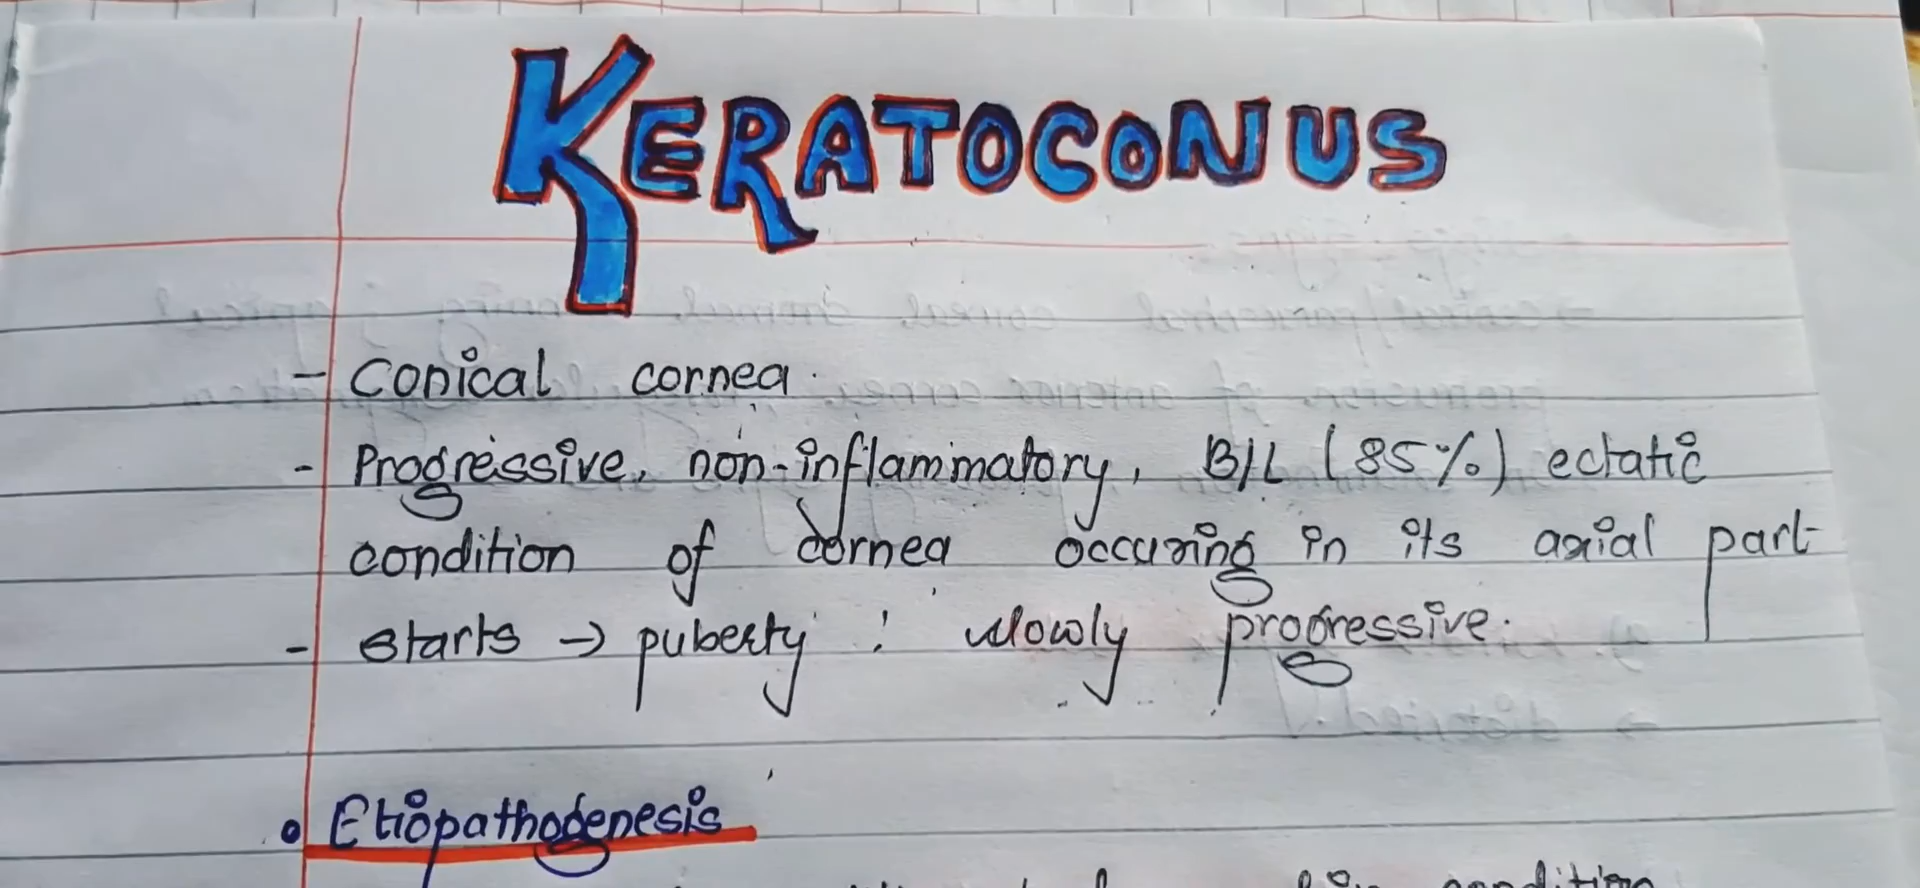 KERATOCONUS
- Conical cornea.
- Progressive, non-inflammatory, B/L (85%) ectatic
condition of cornea occuring in its axial part
- starts → puberty : slowly progressive.
• Etiopathogenesis
condition